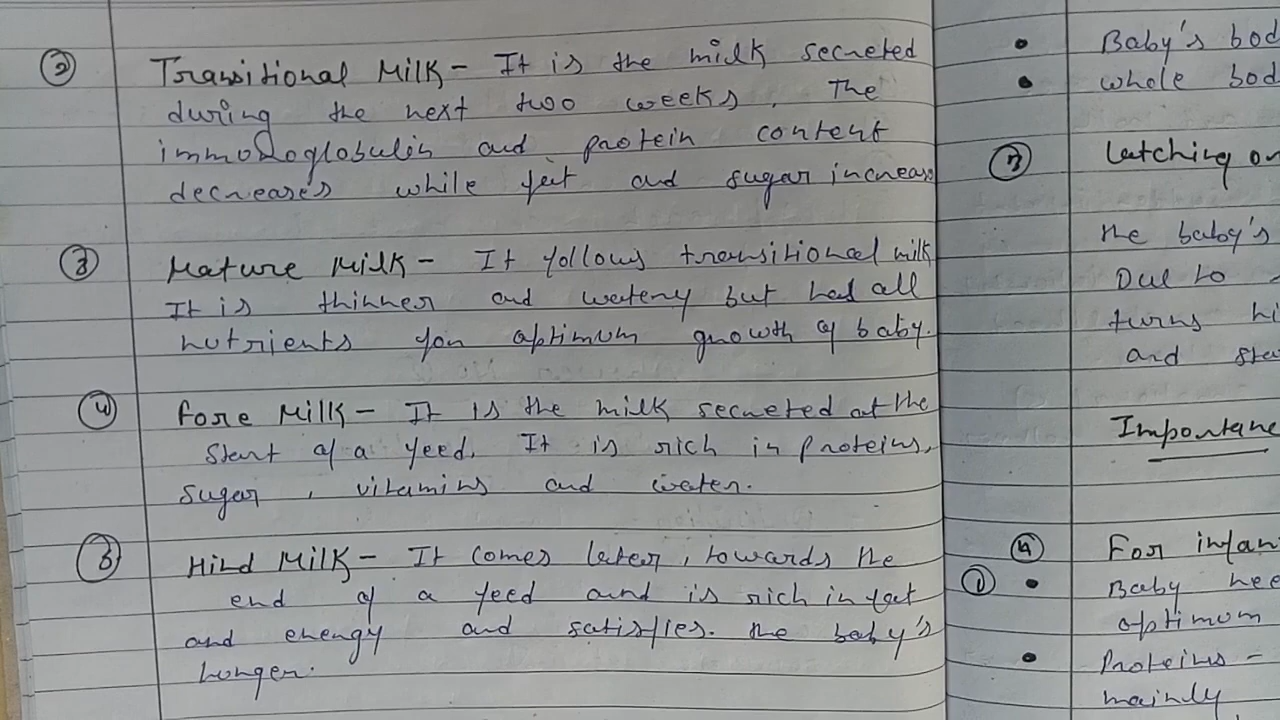 ② Transitional Milk - It is the milk secreted
during the next two weeks. The
immunoglobulin and protein content
decreases while fat and sugar increase
③ Mature Milk - It follows transitional milk
It is thinner and watery but had all
nutrients for optimum growth of baby.
④ Fore Milk - It is the milk secreted at the
start of a feed. It is rich in proteins,
sugar, vitamins and water.
⑤ Hind Milk - It comes later, towards the
end of a feed and is rich in fat
and energy and satisfies. the baby's
hunger.
• Baby's bod
• whole bod
⑦ Latching on
the baby's
Due to
turns hi
and sta
Importance
④ For infan
① • Baby nee
optimum
• Proteins -
mainly